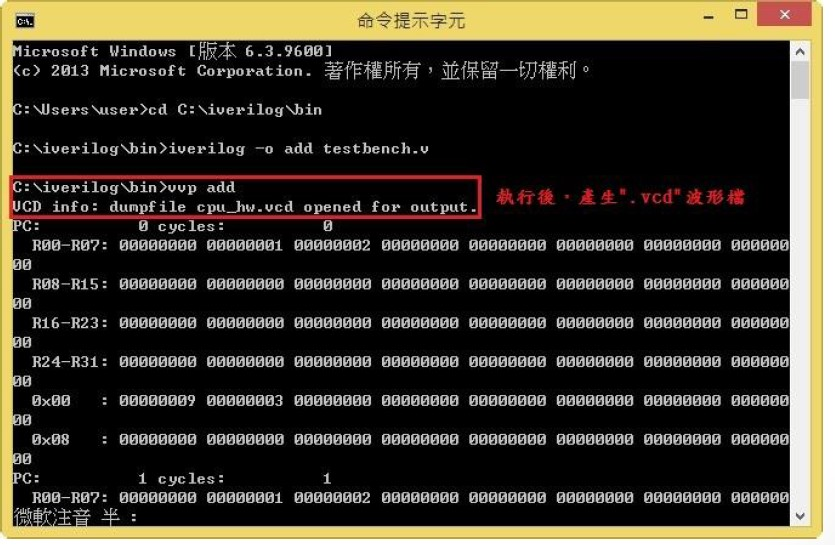 C:\.
命令提示字元
Microsoft Windows [版本 6.3.9600]
(c) 2013 Microsoft Corporation. 著作權所有，並保留一切權利。
C:\Users\user>cd C:\iverilog\bin
C:\iverilog\bin>iverilog -o add testbench.v
C:\iverilog\bin>vvp add
VCD info: dumpfile cpu_hw.vcd opened for output.
執行後，產生".vcd"波形檔
PC: 0 cycles: 0
R00-R07: 00000000 00000001 00000002 00000000 00000000 00000000 00000000 000000
00
R08-R15: 00000000 00000000 00000000 00000000 00000000 00000000 00000000 000000
00
R16-R23: 00000000 00000000 00000000 00000000 00000000 00000000 00000000 000000
00
R24-R31: 00000000 00000000 00000000 00000000 00000000 00000000 00000000 000000
00
0x00 : 00000009 00000003 00000000 00000000 00000000 00000000 00000000 000000
00
0x08 : 00000000 00000000 00000000 00000000 00000000 00000000 00000000 000000
00
PC: 1 cycles: 1
R00-R07: 00000000 00000001 00000002 00000000 00000000 00000000 00000000 000000
微軟注音 半 :